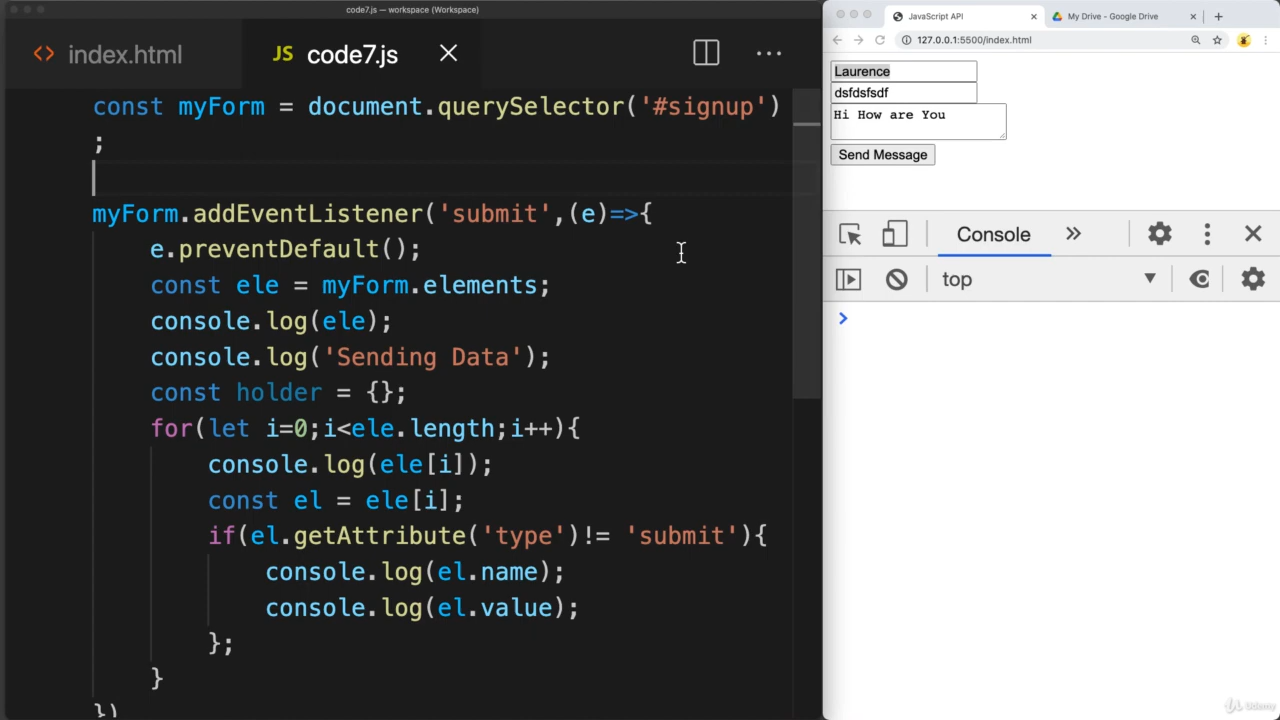 code7.js — workspace (Workspace)
index.html
JS code7.js
const myForm = document.querySelector('#signup')
;
myForm.addEventListener('submit',(e)=>{
e.preventDefault();
const ele = myForm.elements;
console.log(ele);
console.log('Sending Data');
const holder = {};
for(let i=0;i<ele.length;i++){
console.log(ele[i]);
const el = ele[i];
if(el.getAttribute('type')!= 'submit'){
console.log(el.name);
console.log(el.value);
};
}
})
JavaScript API
My Drive - Google Drive
127.0.0.1:5500/index.html
Laurence
dsfdsfsdf
Hi How are You
Send Message
Console
top
Udemy